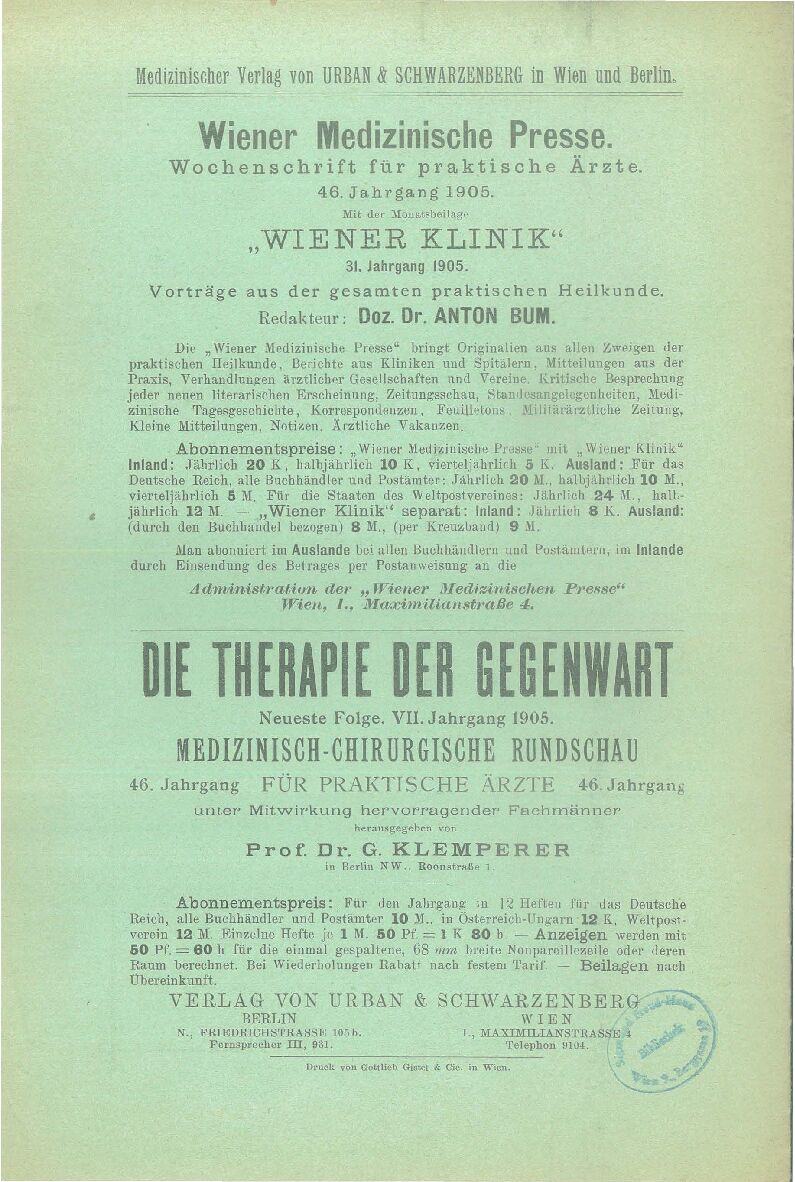 Medizinischer Verlag von URBAN & SCHWARZENBERG in Wien und Berlin.
Wiener Medizinische Presse.
Wochenschrift für praktische Ärzte.
46. Jahrgang 1905.
Mit der Monatsbeilage
„WIENER KLINIK“
31. Jahrgang 1905.
Vorträge aus der gesamten praktischen Heilkunde.
Redakteur: Doz. Dr. ANTON BUM.
Die „Wiener Medizinische Presse“ bringt Originalien aus allen Zweigen der
praktischen Heilkunde, Berichte aus Kliniken und Spitälern, Mitteilungen aus der
Praxis, Verhandlungen ärztlicher Gesellschaften und Vereine. Kritische Besprechung
jeder neuen literarischen Erscheinung, Zeitungsschau, Standesangelegenheiten, Medi-
zinische Tagesgeschichte, Korrespondenzen, Feuilletons, Militärärztliche Zeitung,
Kleine Mitteilungen, Notizen, Ärztliche Vakanzen.
Abonnementspreise: „Wiener Medizinische Presse“ mit „Wiener Klinik“
Inland: Jährlich 20 K, halbjährlich 10 K, vierteljährlich 5 K. Ausland: Für das
Deutsche Reich, alle Buchhändler und Postämter: Jährlich 20 M., halbjährlich 10 M.,
vierteljährlich 5 M. Für die Staaten des Weltpostvereines: Jährlich 24 M., halb-
jährlich 12 M. — „Wiener Klinik“ separat: Inland: Jährlich 8 K. Ausland:
(durch den Buchhandel bezogen) 8 M., (per Kreuzband) 9 M.
Man abonniert im Auslande bei allen Buchhändlern und Postämtern, im Inlande
durch Einsendung des Betrages per Postanweisung an die
Administration der „Wiener Medizinischen Presse“
Wien, I., Maximilianstraße 4.
DIE THERAPIE DER GEGENWART
Neueste Folge. VII. Jahrgang 1905.
MEDIZINISCH-CHIRURGISCHE RUNDSCHAU
46. Jahrgang FÜR PRAKTISCHE ÄRZTE 46. Jahrgang
unter Mitwirkung hervorragender Fachmänner
herausgegeben von
Prof. Dr. G. KLEMPERER
in Berlin NW., Roonstraße 1.
Abonnementspreis: Für den Jahrgang in 12 Heften für das Deutsche
Reich, alle Buchhändler und Postämter 10 M., in Österreich-Ungarn 12 K, Weltpost-
verein 12 M. Einzelne Hefte je 1 M. 50 Pf. = 1 K 80 h — Anzeigen werden mit
50 Pf. = 60 h für die einmal gespaltene, 68 mm breite Nonpareillezeile oder deren
Raum berechnet. Bei Wiederholungen Rabatt nach festem Tarif. — Beilagen nach
Übereinkunft.
VERLAG VON URBAN & SCHWARZENBERG
BERLIN WIEN
N., FRIEDRICHSTRASSE 105 b. I., MAXIMILIANSTRASSE 4
Fernsprecher III, 931. Telephon 9104.
Druck von Gottlieb Gistel & Cie. in Wien.
Sigmund Freud-Haus
Bibliothek
Wien 9., Berggasse 19